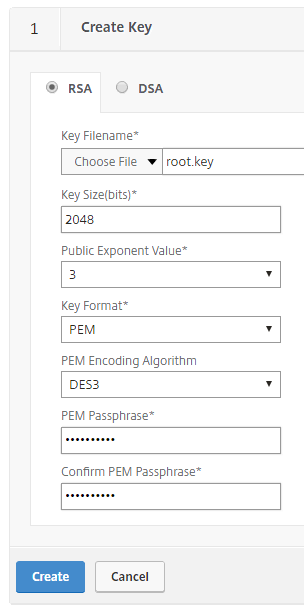 1 Create Key
RSA DSA
Key Filename*
Choose File root.key
Key Size(bits)*
2048
Public Exponent Value*
3
Key Format*
PEM
PEM Encoding Algorithm
DES3
PEM Passphrase*
••••••••••
Confirm PEM Passphrase*
••••••••••
Create Cancel